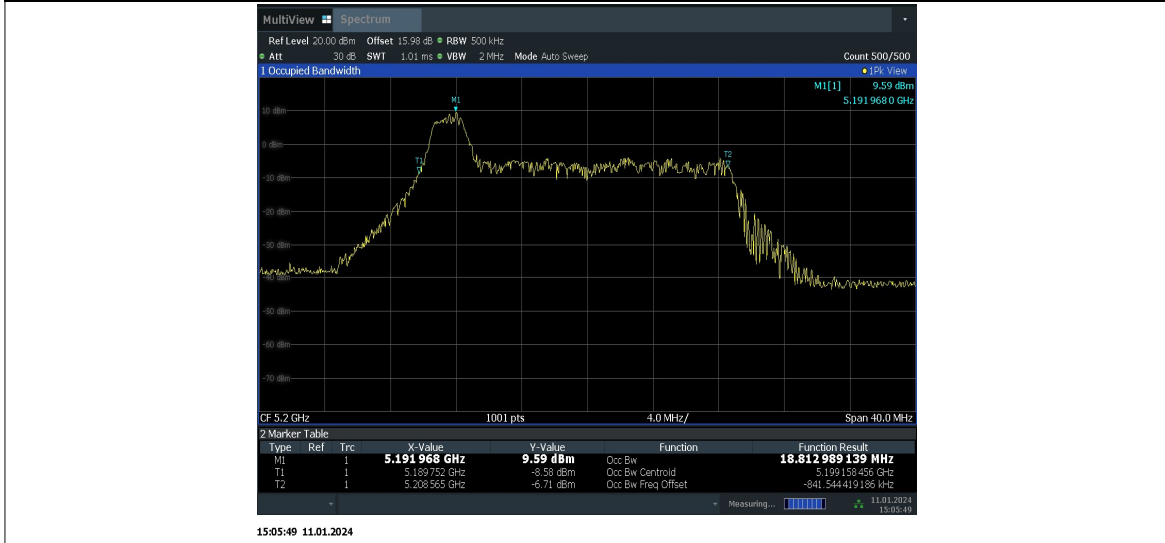 MultiView Spectrum
Ref Level 20.00 dBm Offset 15.98 dB RBW 500 kHz
Att 30 dB SWT 1.01 ms VBW 2 MHz Mode Auto Sweep Count 500/500
1 Occupied Bandwidth 1Pk View
M1[1] 9.59 dBm
5.191 968 0 GHz
M1
10 dBm
0 dBm
T1
T2
-10 dBm
-20 dBm
-30 dBm
-40 dBm
-50 dBm
-60 dBm
-70 dBm
CF 5.2 GHz 1001 pts 4.0 MHz/ Span 40.0 MHz
2 Marker Table
Type Ref Trc X-Value Y-Value Function Function Result
M1 1 5.191 968 GHz 9.59 dBm Occ Bw 18.812 989 139 MHz
T1 1 5.189 752 GHz -8.58 dBm Occ Bw Centroid 5.199 158 456 GHz
T2 1 5.208 565 GHz -6.71 dBm Occ Bw Freq Offset -841.544 419 186 kHz
Measuring... 11.01.2024
15:05:49
15:05:49 11.01.2024